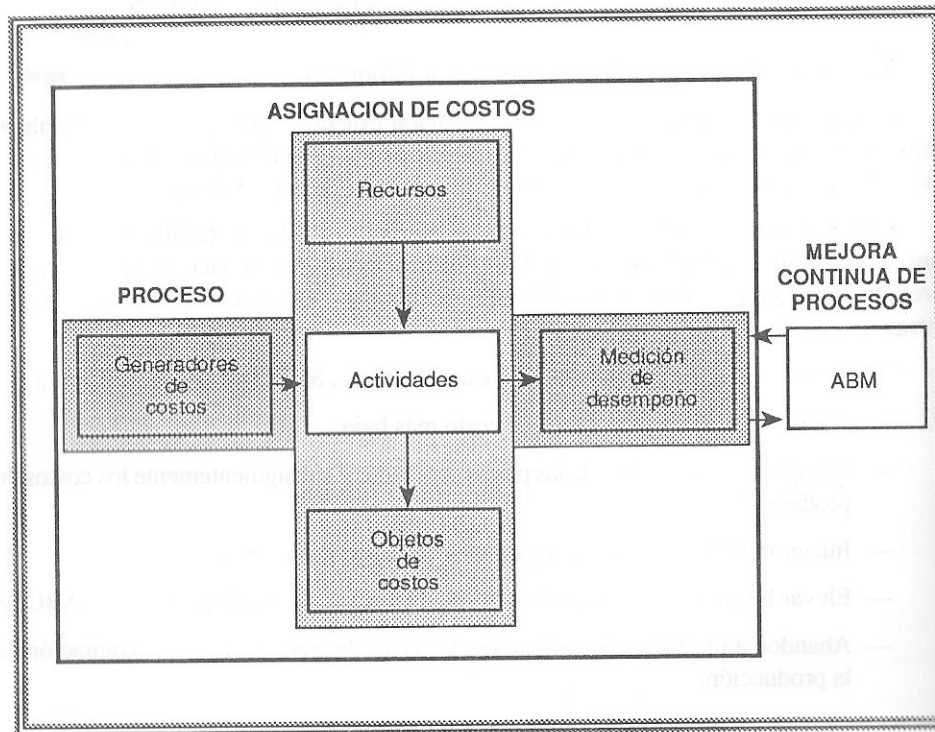 ASIGNACION DE COSTOS
Recursos
PROCESO
Generadores
de
costos
Actividades
Medición
de
desempeño
MEJORA
CONTINUA DE
PROCESOS
ABM
Objetos
de
costos